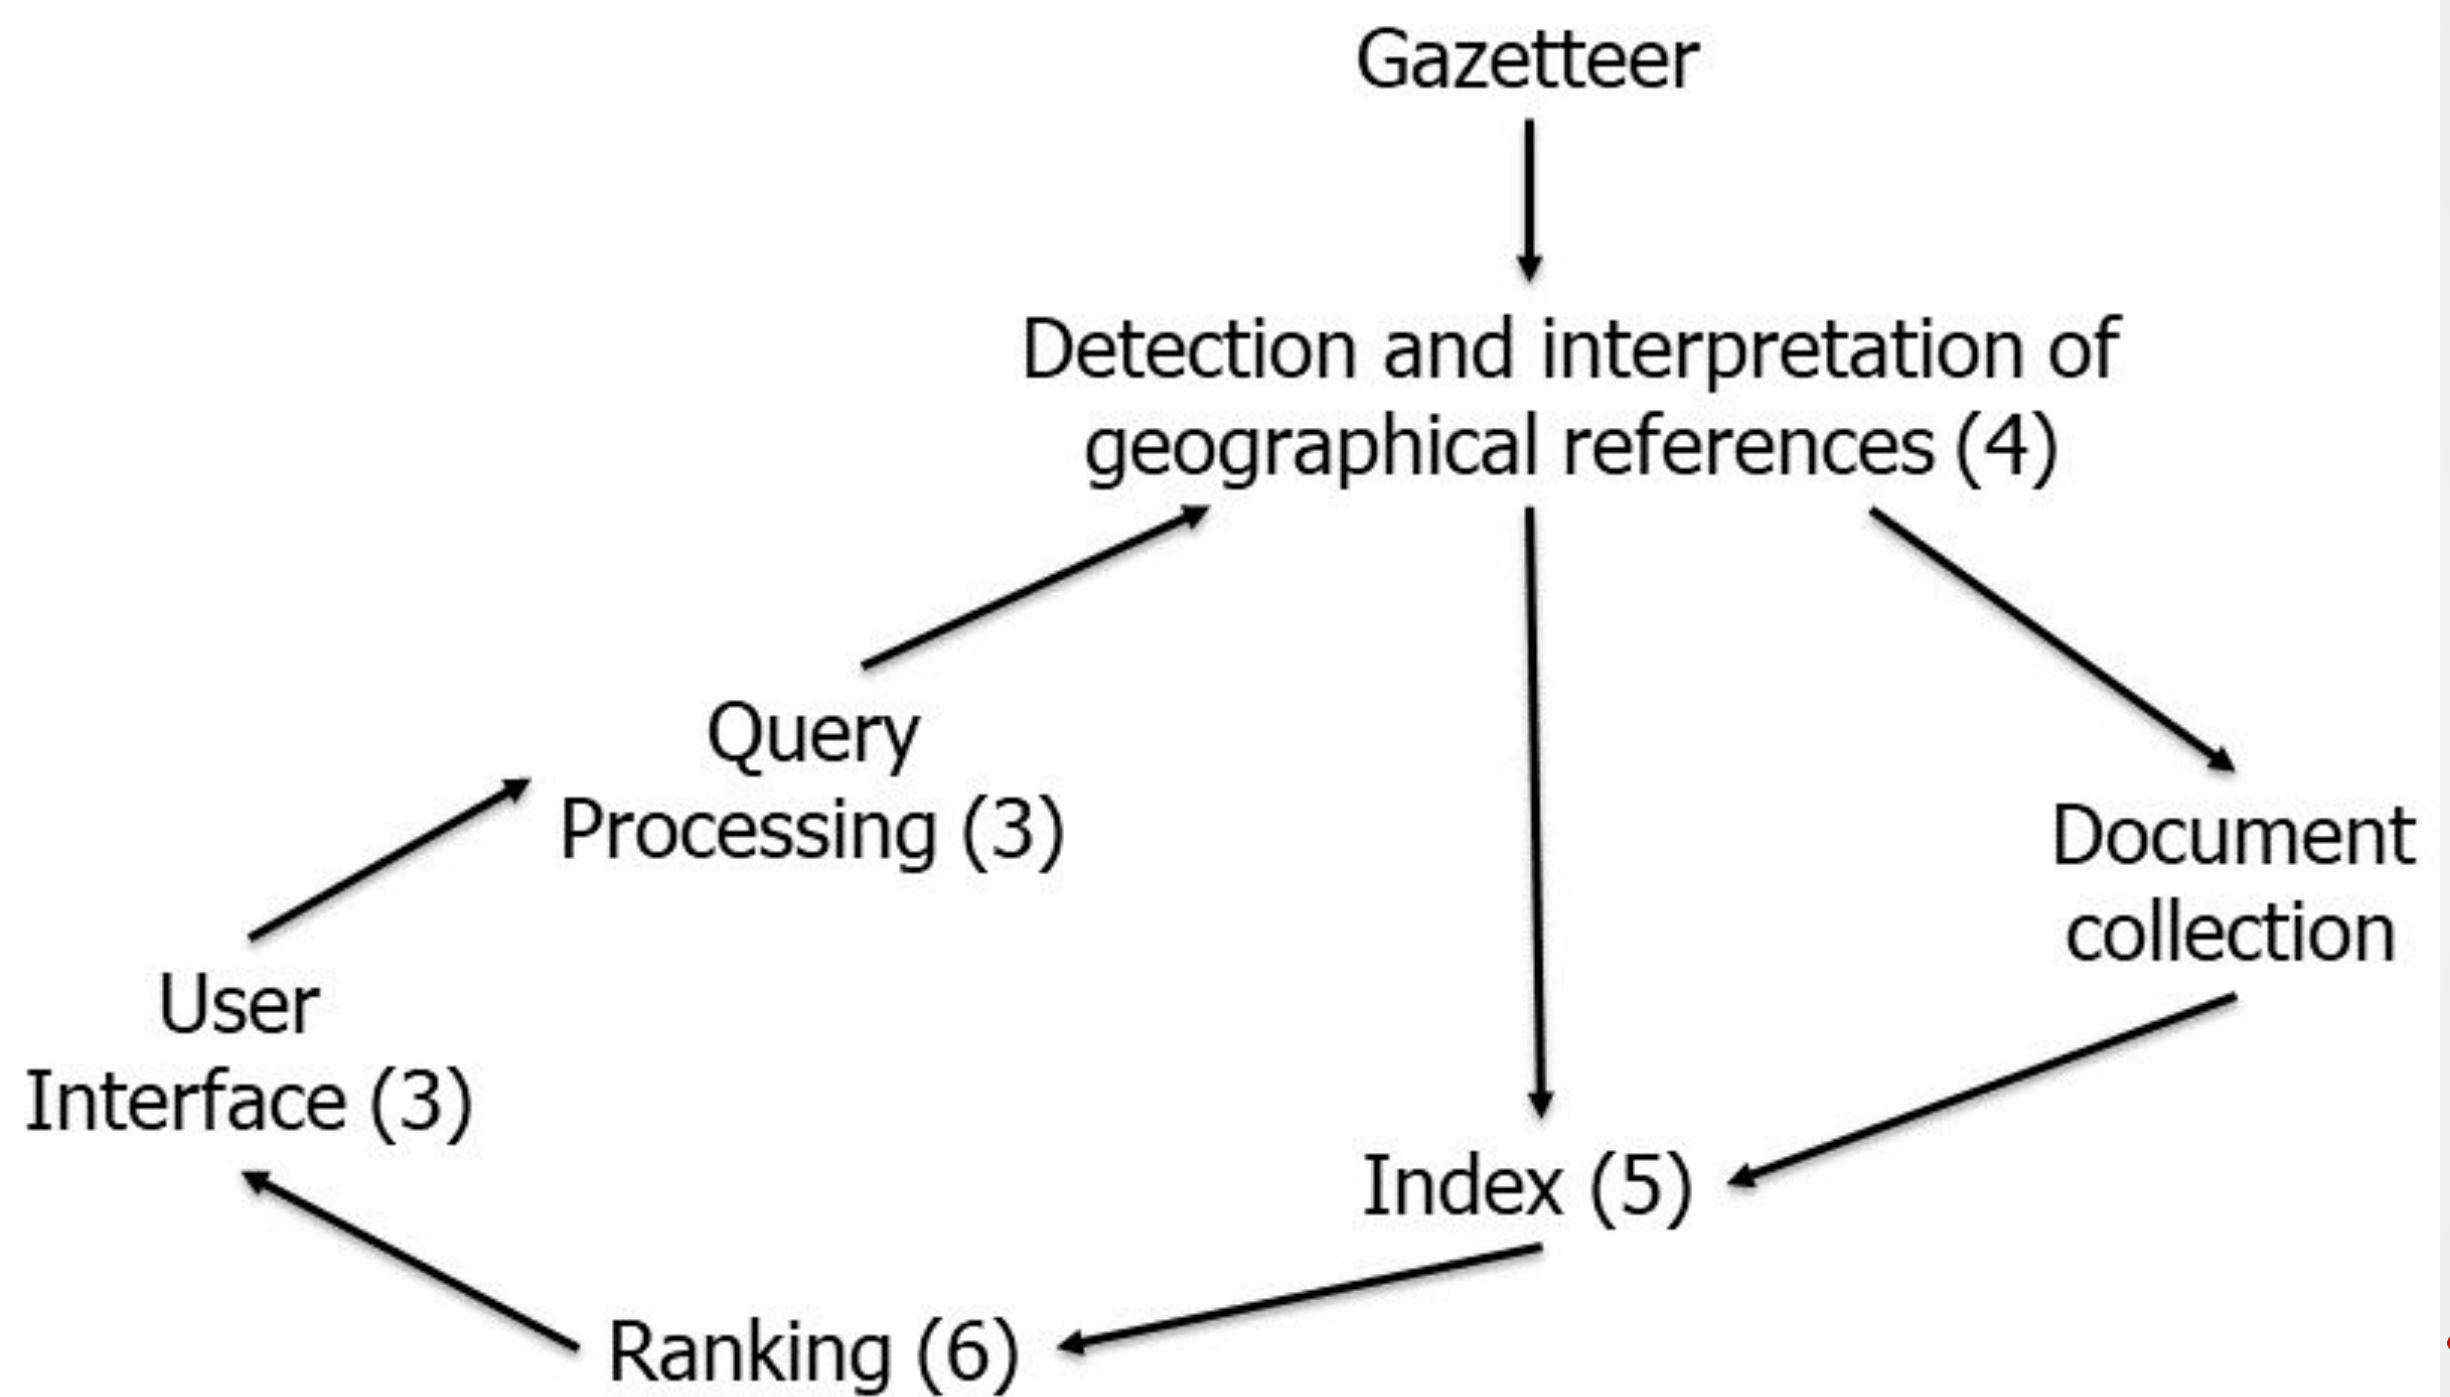 Gazetteer
Detection and interpretation of
geographical references (4)
Query
Processing (3)
Document
collection
User
Interface (3)
Index (5)
Ranking (6)